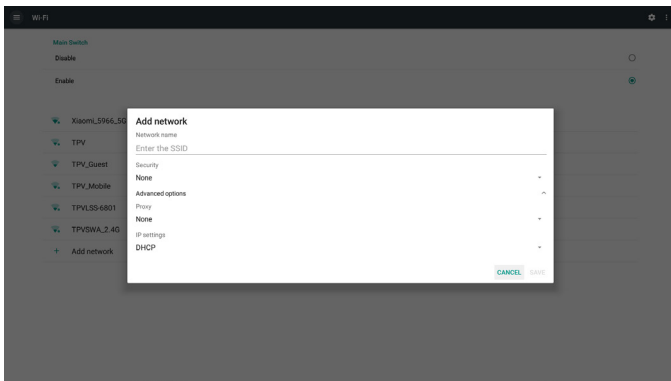 Wi-Fi
Main Switch
Disable
Enable
Xiaomi_5966_5G
TPV
TPV_Guest
TPV_Mobile
TPVLSS-6801
TPVSWA_2.4G
Add network
Add network
Network name
Enter the SSID
Security
None
Advanced options
Proxy
None
IP settings
DHCP
CANCEL SAVE